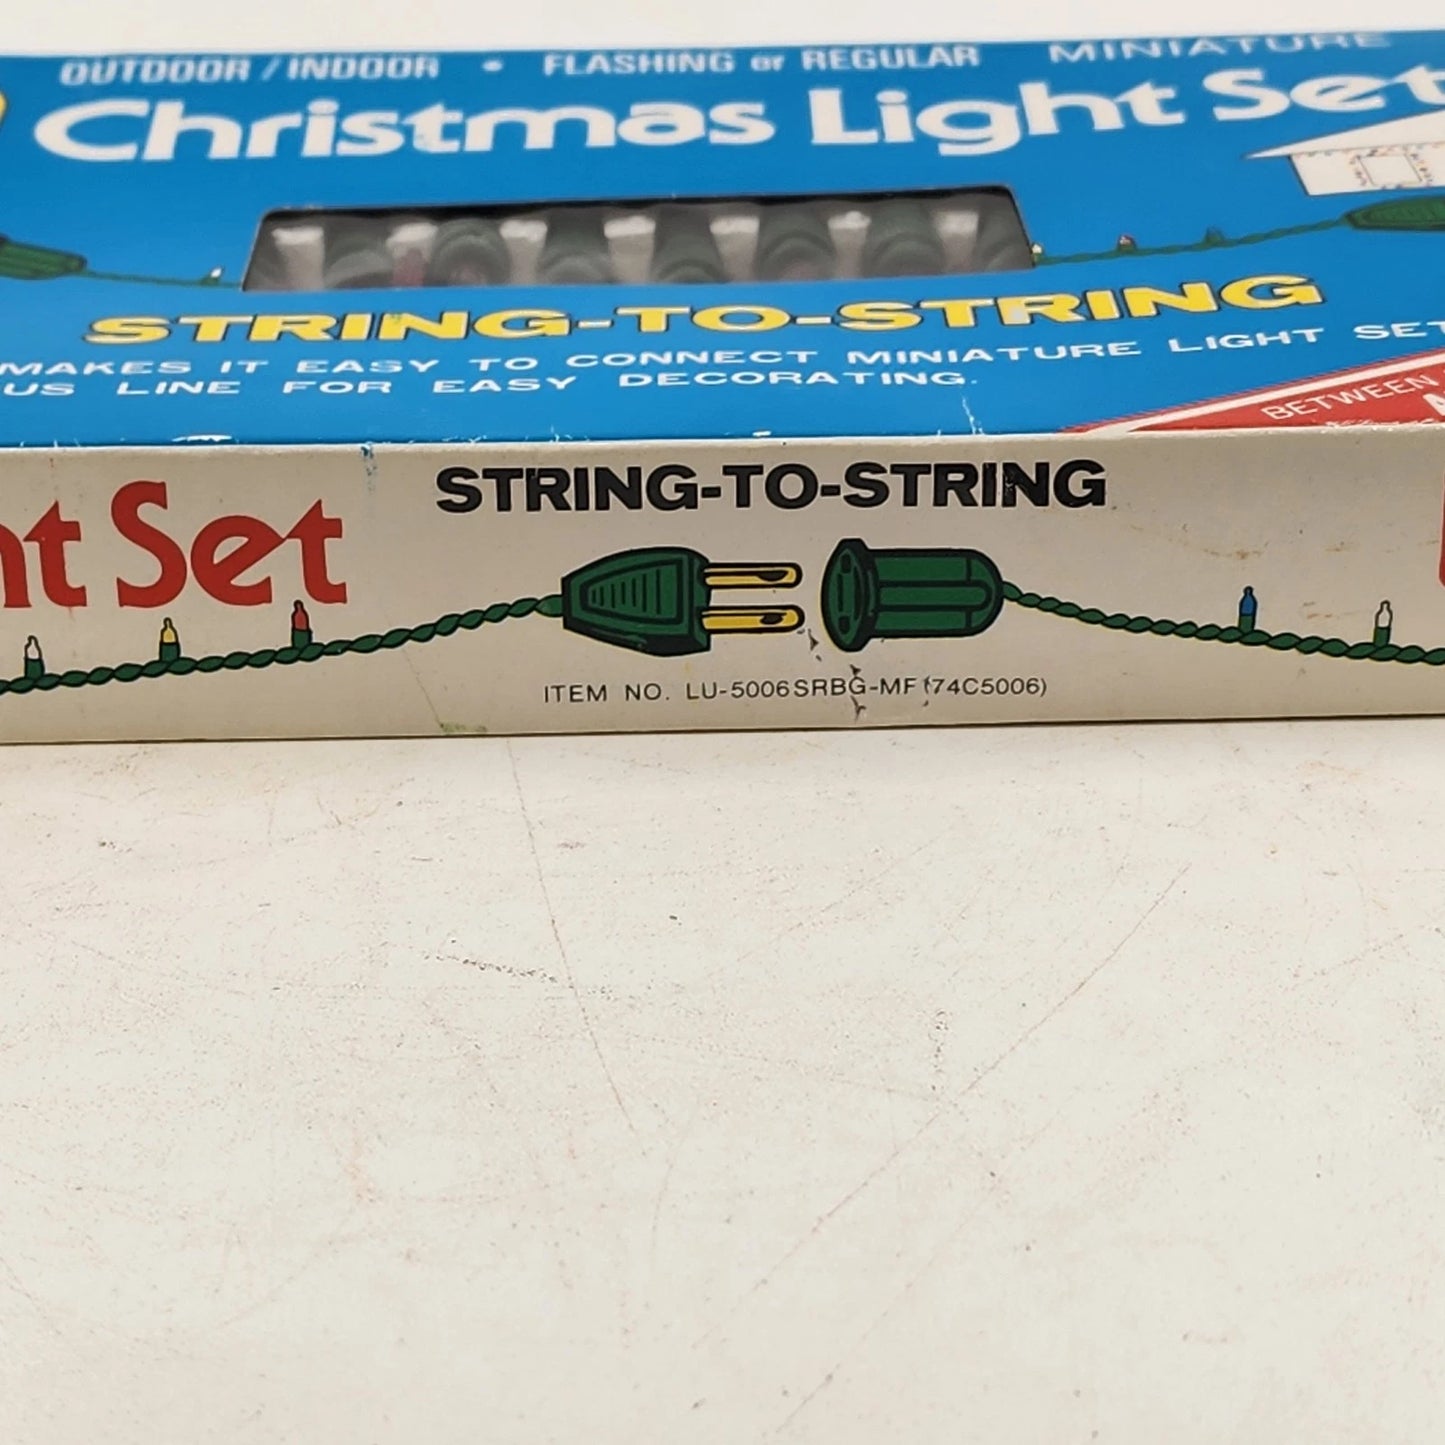 OUTDOOR / INDOOR • FLASHING or REGULAR MINIATURE
Christmas Light Set
STRING-TO-STRING
MAKES IT EASY TO CONNECT MINIATURE LIGHT SET
US LINE FOR EASY DECORATING.
BETWEEN
STRING-TO-STRING
ht Set
ITEM NO. LU-5006SRBG-MF (74C5006)